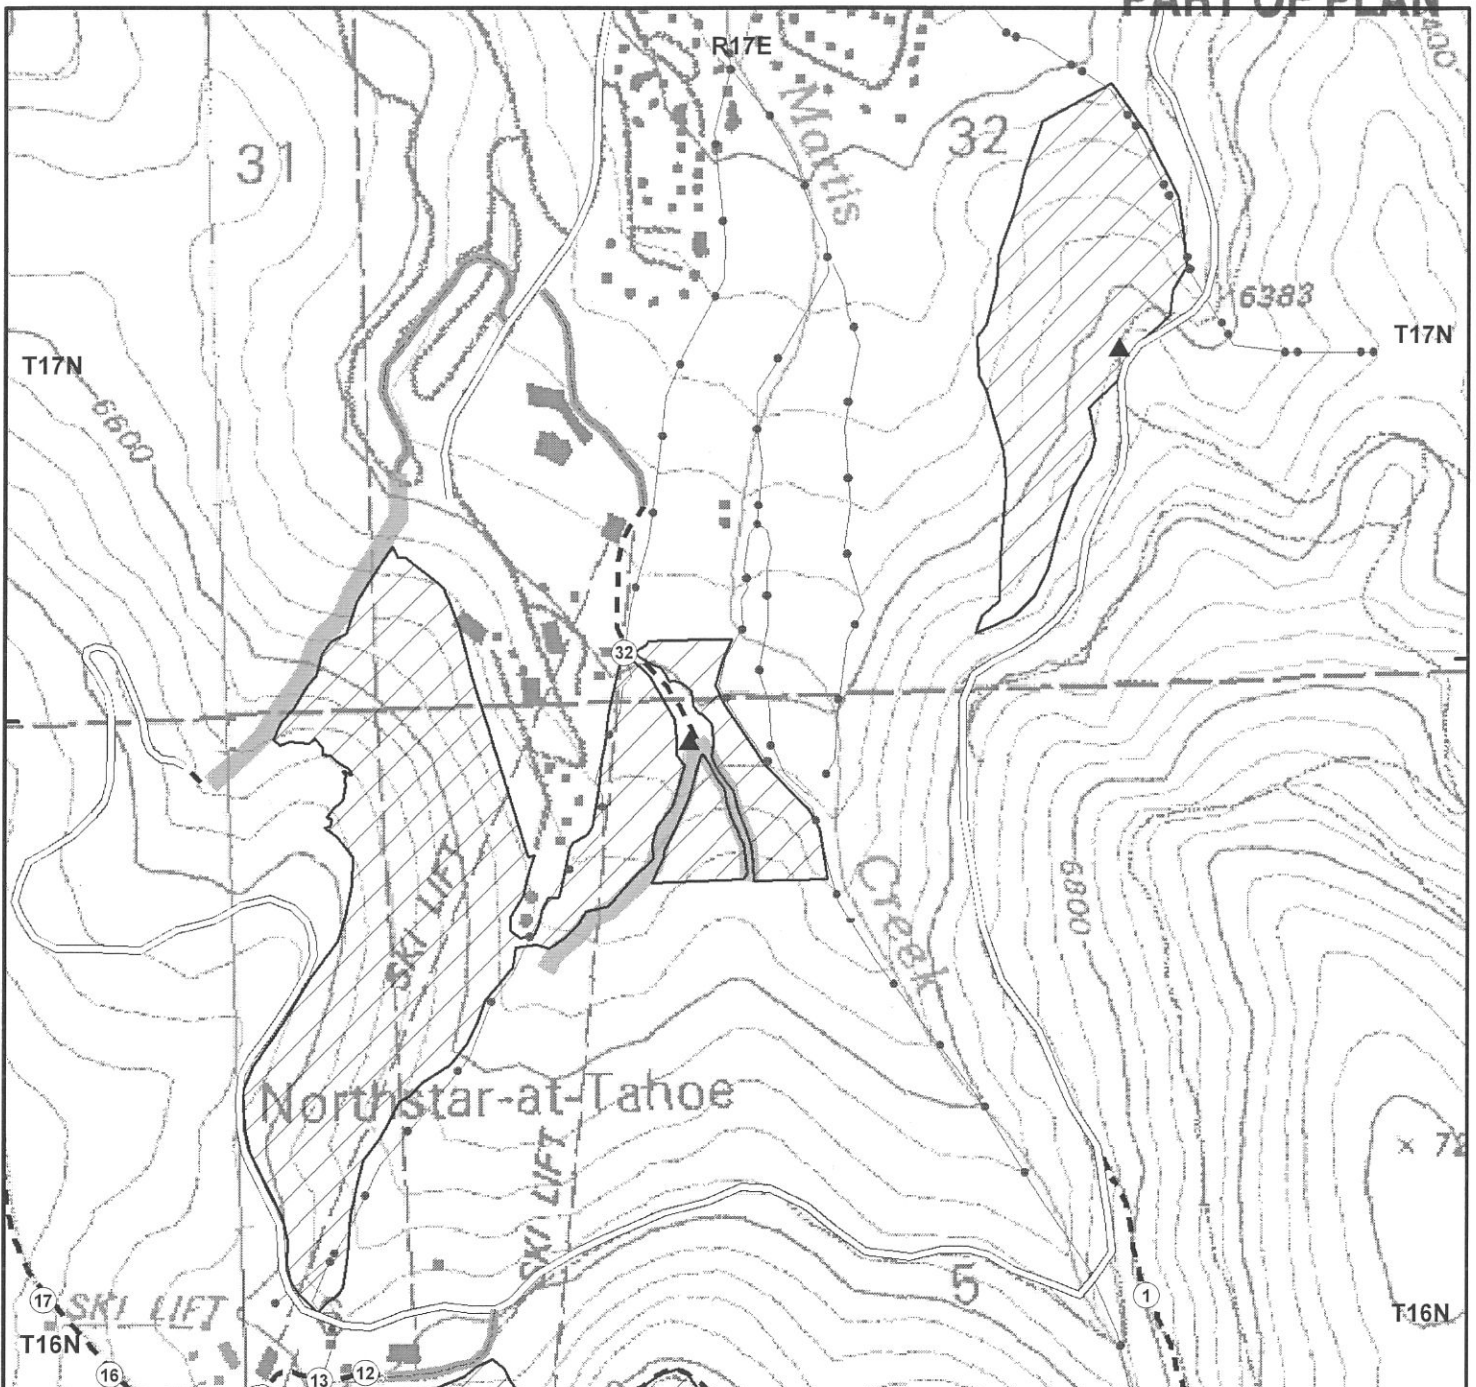 PART OF PLAN
R17E
Martis
31
32
6383
T17N
T17N
6600
32
Creek
6800
SKI LIFT
Northstar-at-Tahoe
SKI LIFT
5
1
17
SKI LIFT
T16N
T16N
16
13
12